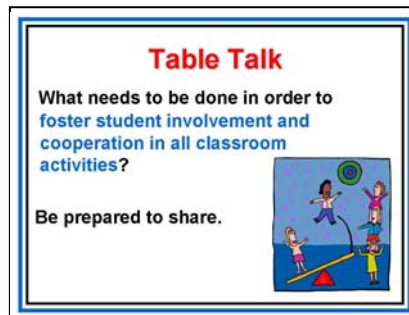 Table Talk
What needs to be done in order to
foster student involvement and
cooperation in all classroom
activities?
Be prepared to share.